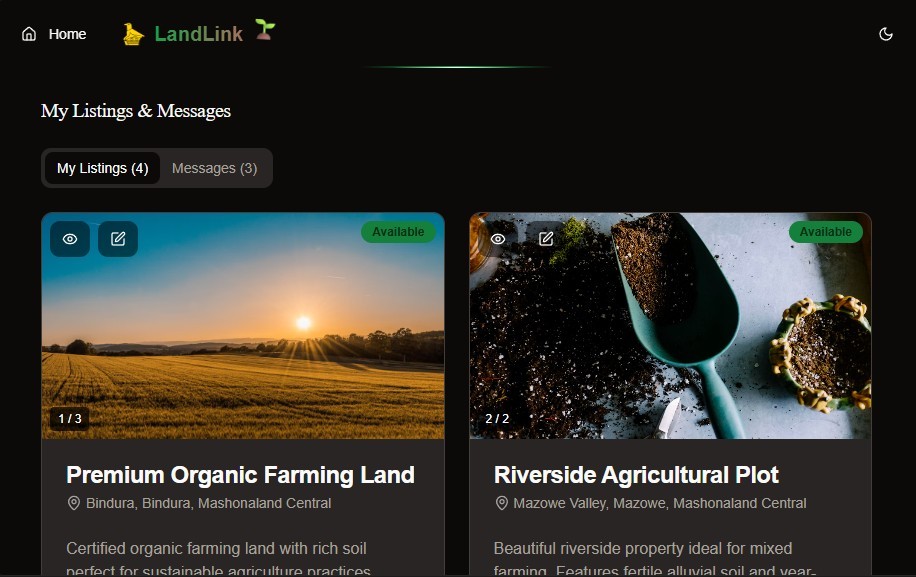 Home
LandLink
My Listings & Messages
My Listings (4)
Messages (3)
Available
1 / 3
Premium Organic Farming Land
Bindura, Bindura, Mashonaland Central
Certified organic farming land with rich soil
perfect for sustainable agriculture practices
Available
2 / 2
Riverside Agricultural Plot
Mazowe Valley, Mazowe, Mashonaland Central
Beautiful riverside property ideal for mixed
farming. Features fertile alluvial soil and year-